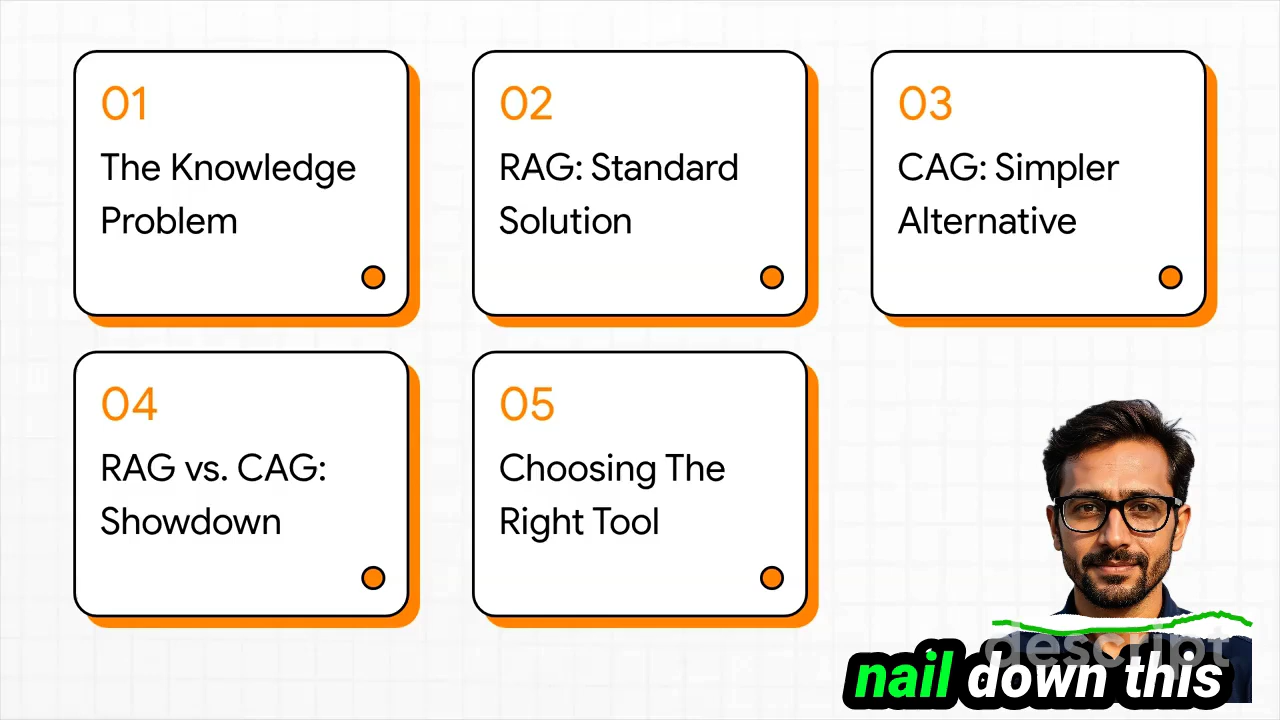 01
The Knowledge
Problem
02
RAG: Standard
Solution
03
CAG: Simpler
Alternative
04
RAG vs. CAG:
Showdown
05
Choosing The
Right Tool
descript
nail down this